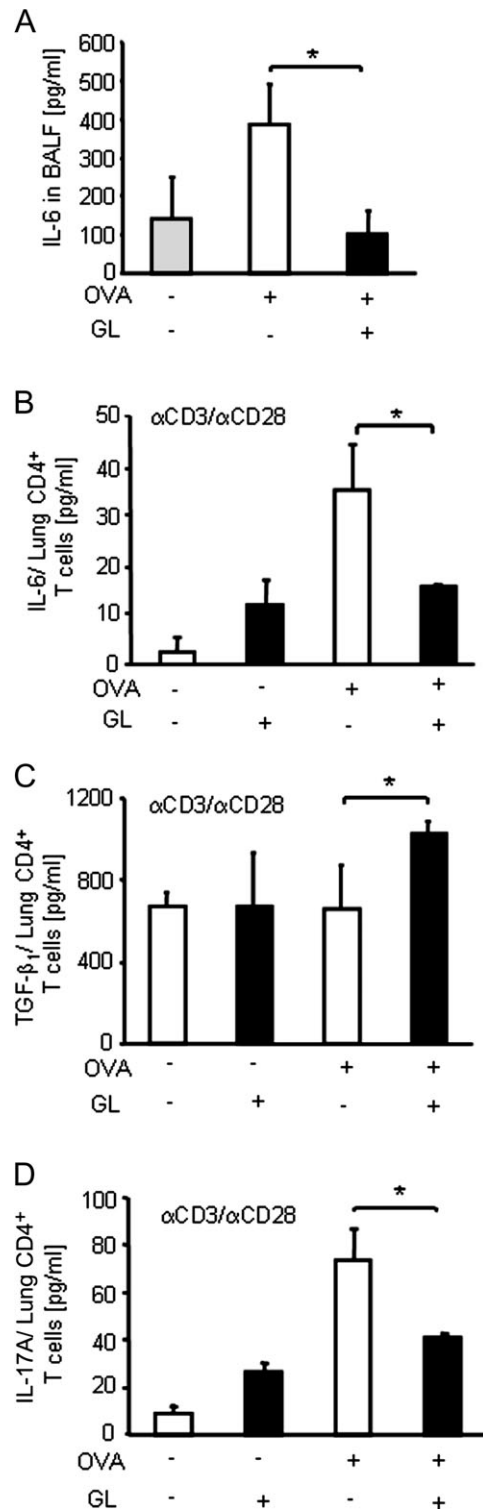 A
IL-6 in BALF [pg/ml]
600
500
400
300
200
100
0
*
OVA - + +
GL - - +
B
IL-6/ Lung CD4+
T cells [pg/ml]
50
40
30
20
10
0
αCD3/αCD28
*
OVA - - + +
GL - + - +
C
TGF-β1/ Lung CD4+
T cells [pg/ml]
1200
800
400
0
αCD3/αCD28
*
OVA - - + +
GL - + - +
D
IL-17A/ Lung CD4+
T cells [pg/ml]
100
80
60
40
20
0
αCD3/αCD28
*
OVA - - + +
GL - + - +